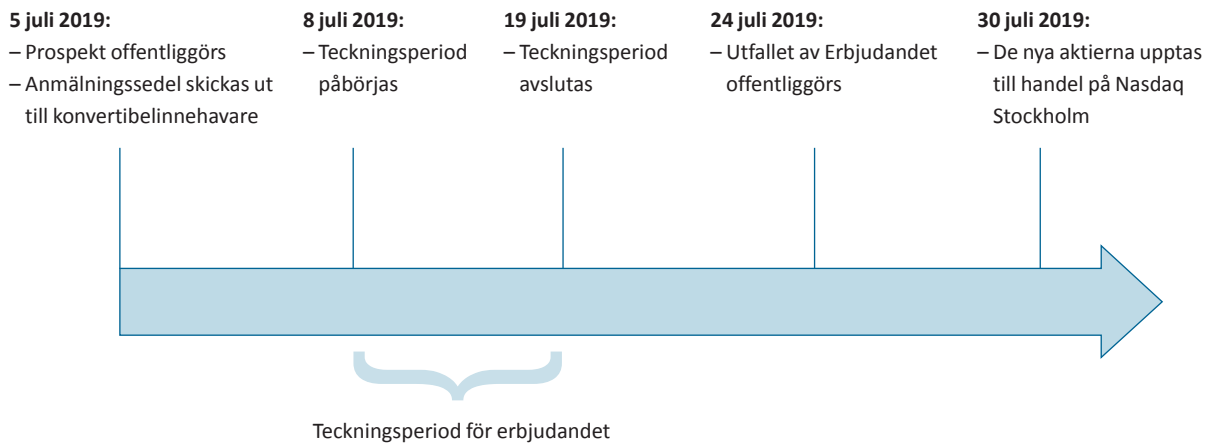 5 juli 2019:
– Prospekt offentliggörs
– Anmälningssedel skickas ut
till konvertibelinnehavare
8 juli 2019:
– Teckningsperiod
påbörjas
19 juli 2019:
– Teckningsperiod
avslutas
24 juli 2019:
– Utfallet av Erbjudandet
offentliggörs
30 juli 2019:
– De nya aktierna upptas
till handel på Nasdaq
Stockholm
Teckningsperiod för erbjudandet